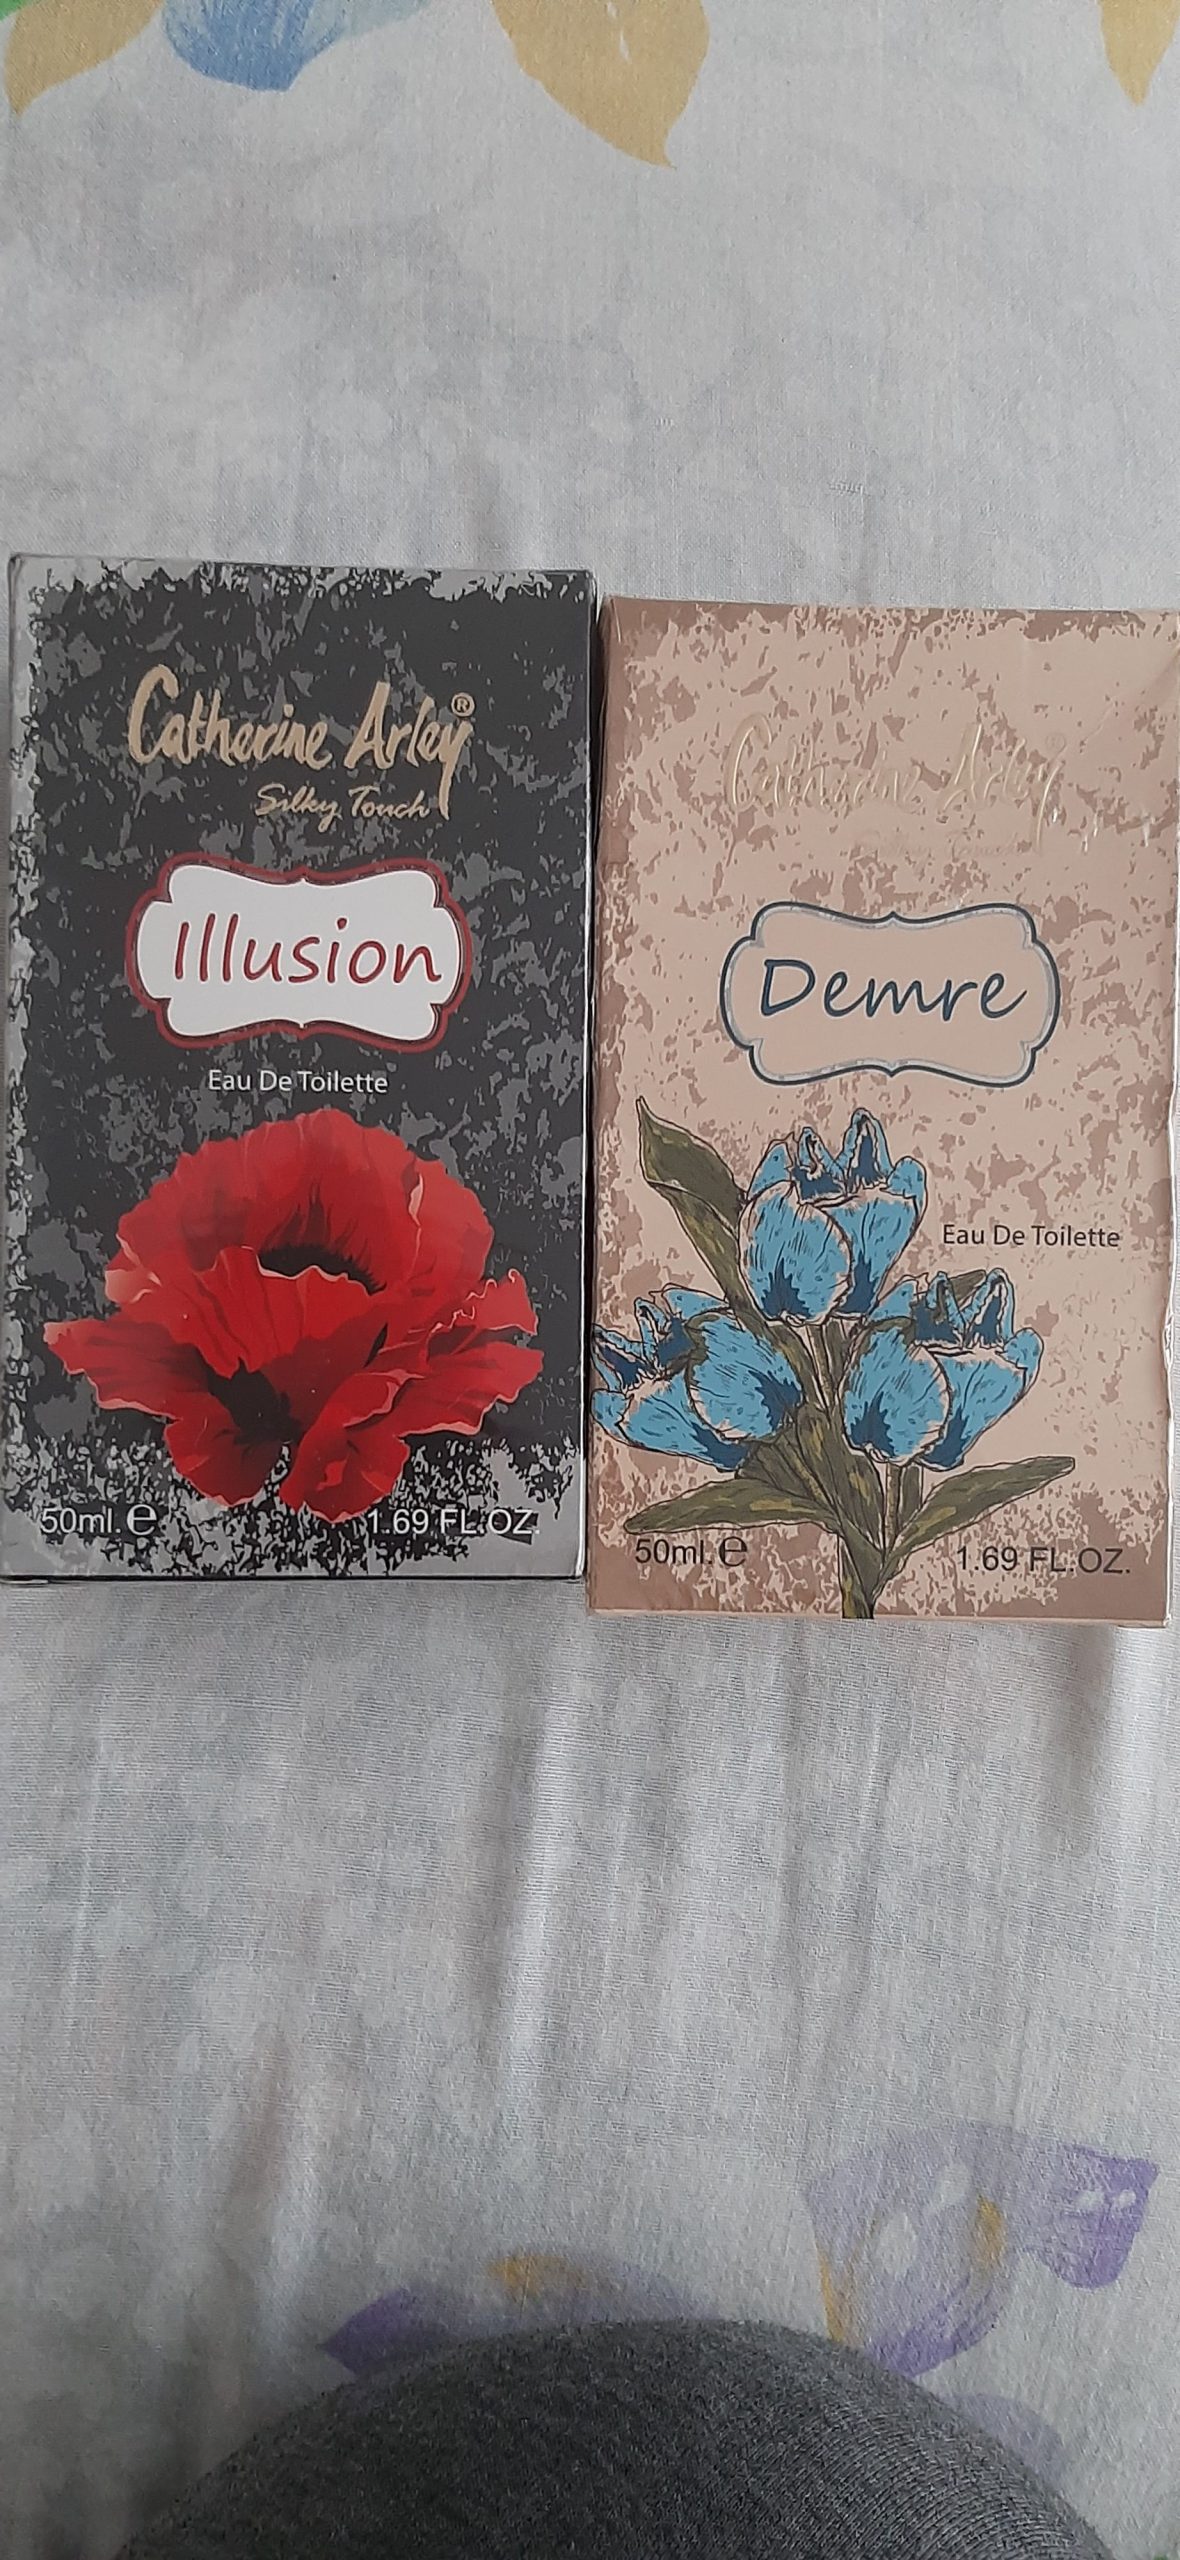 Catherine Arley®
Silky Touch
Illusion
Eau De Toilette
50ml. e
1.69 FL.OZ.
Catherine Arley®
Silky Touch
Demre
Eau De Toilette
50ml. e
1.69 FL.OZ.